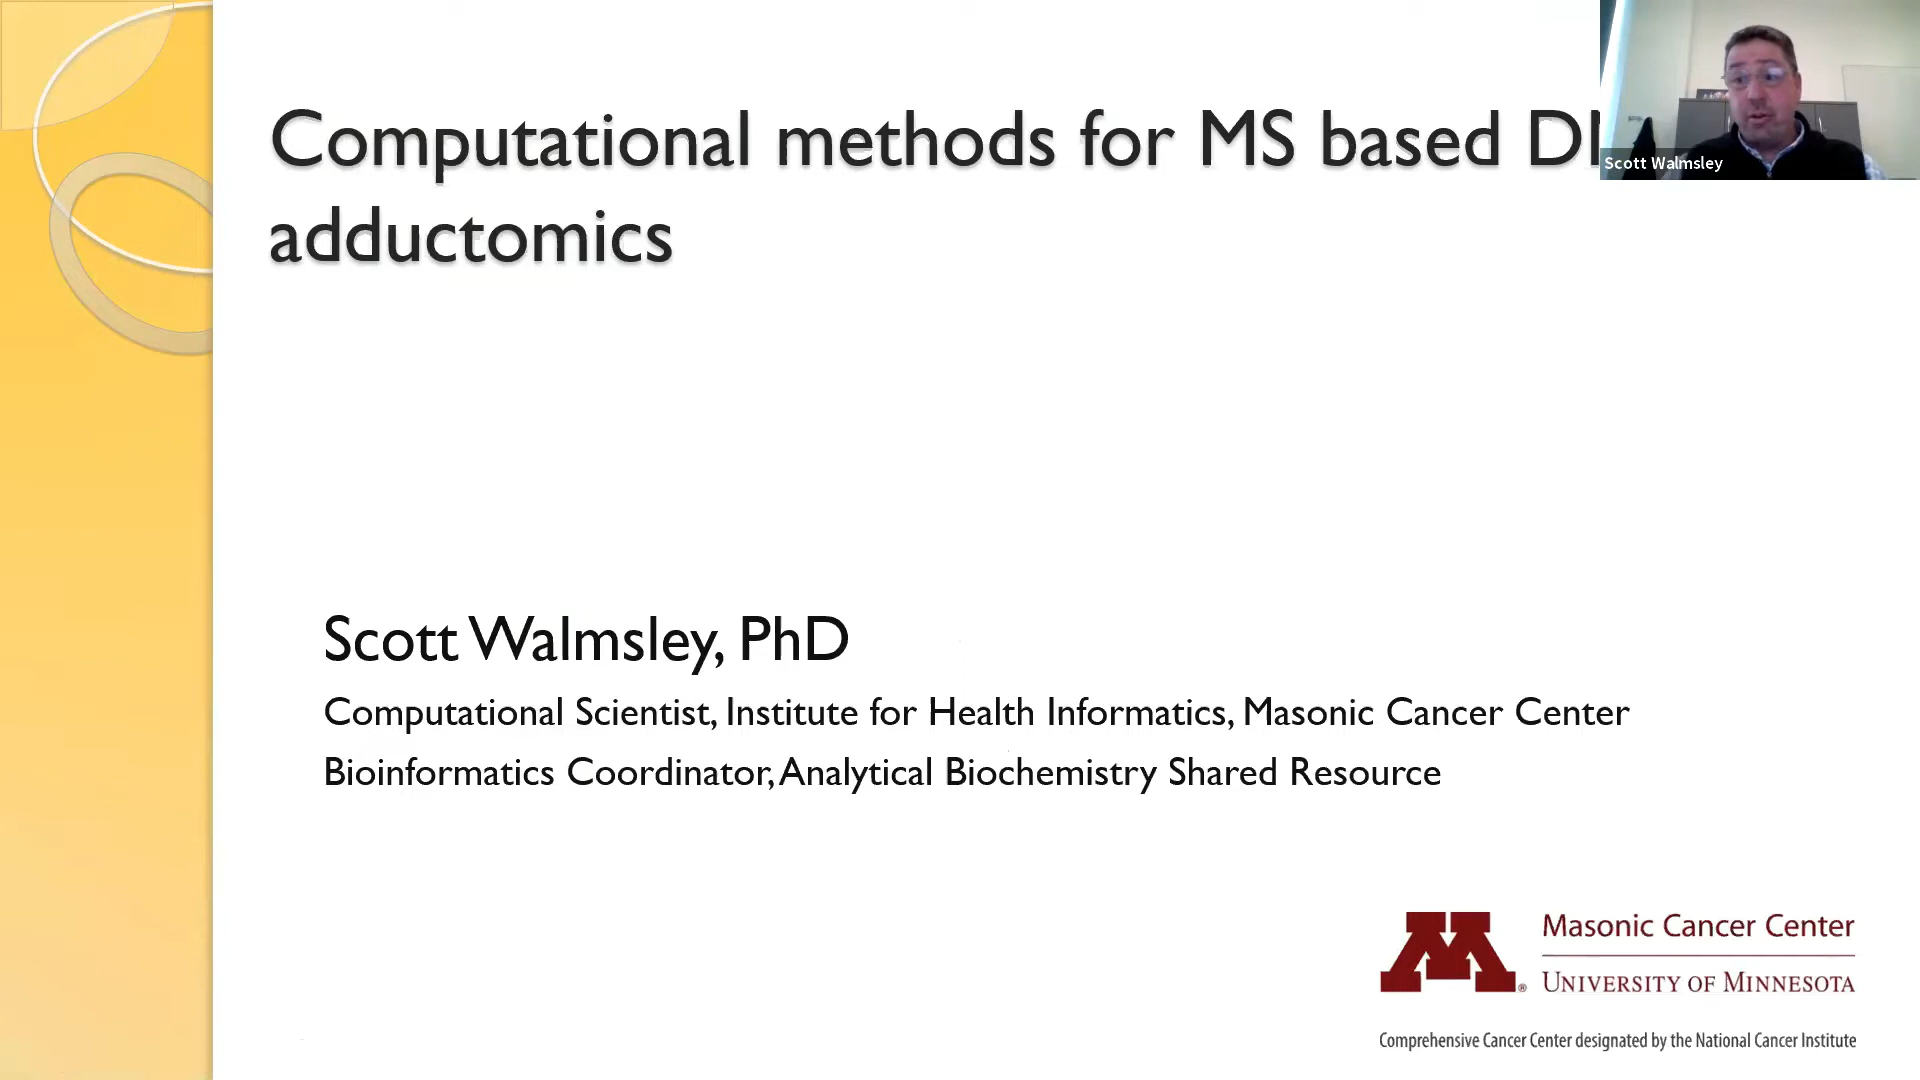 Computational methods for MS based
adductomics
Scott Walmsley
Scott Walmsley, PhD
Computational Scientist, Institute for Health Informatics, Masonic Cancer Center
Bioinformatics Coordinator, Analytical Biochemistry Shared Resource
M®
Masonic Cancer Center
UNIVERSITY OF MINNESOTA
Comprehensive Cancer Center designated by the National Cancer Institute